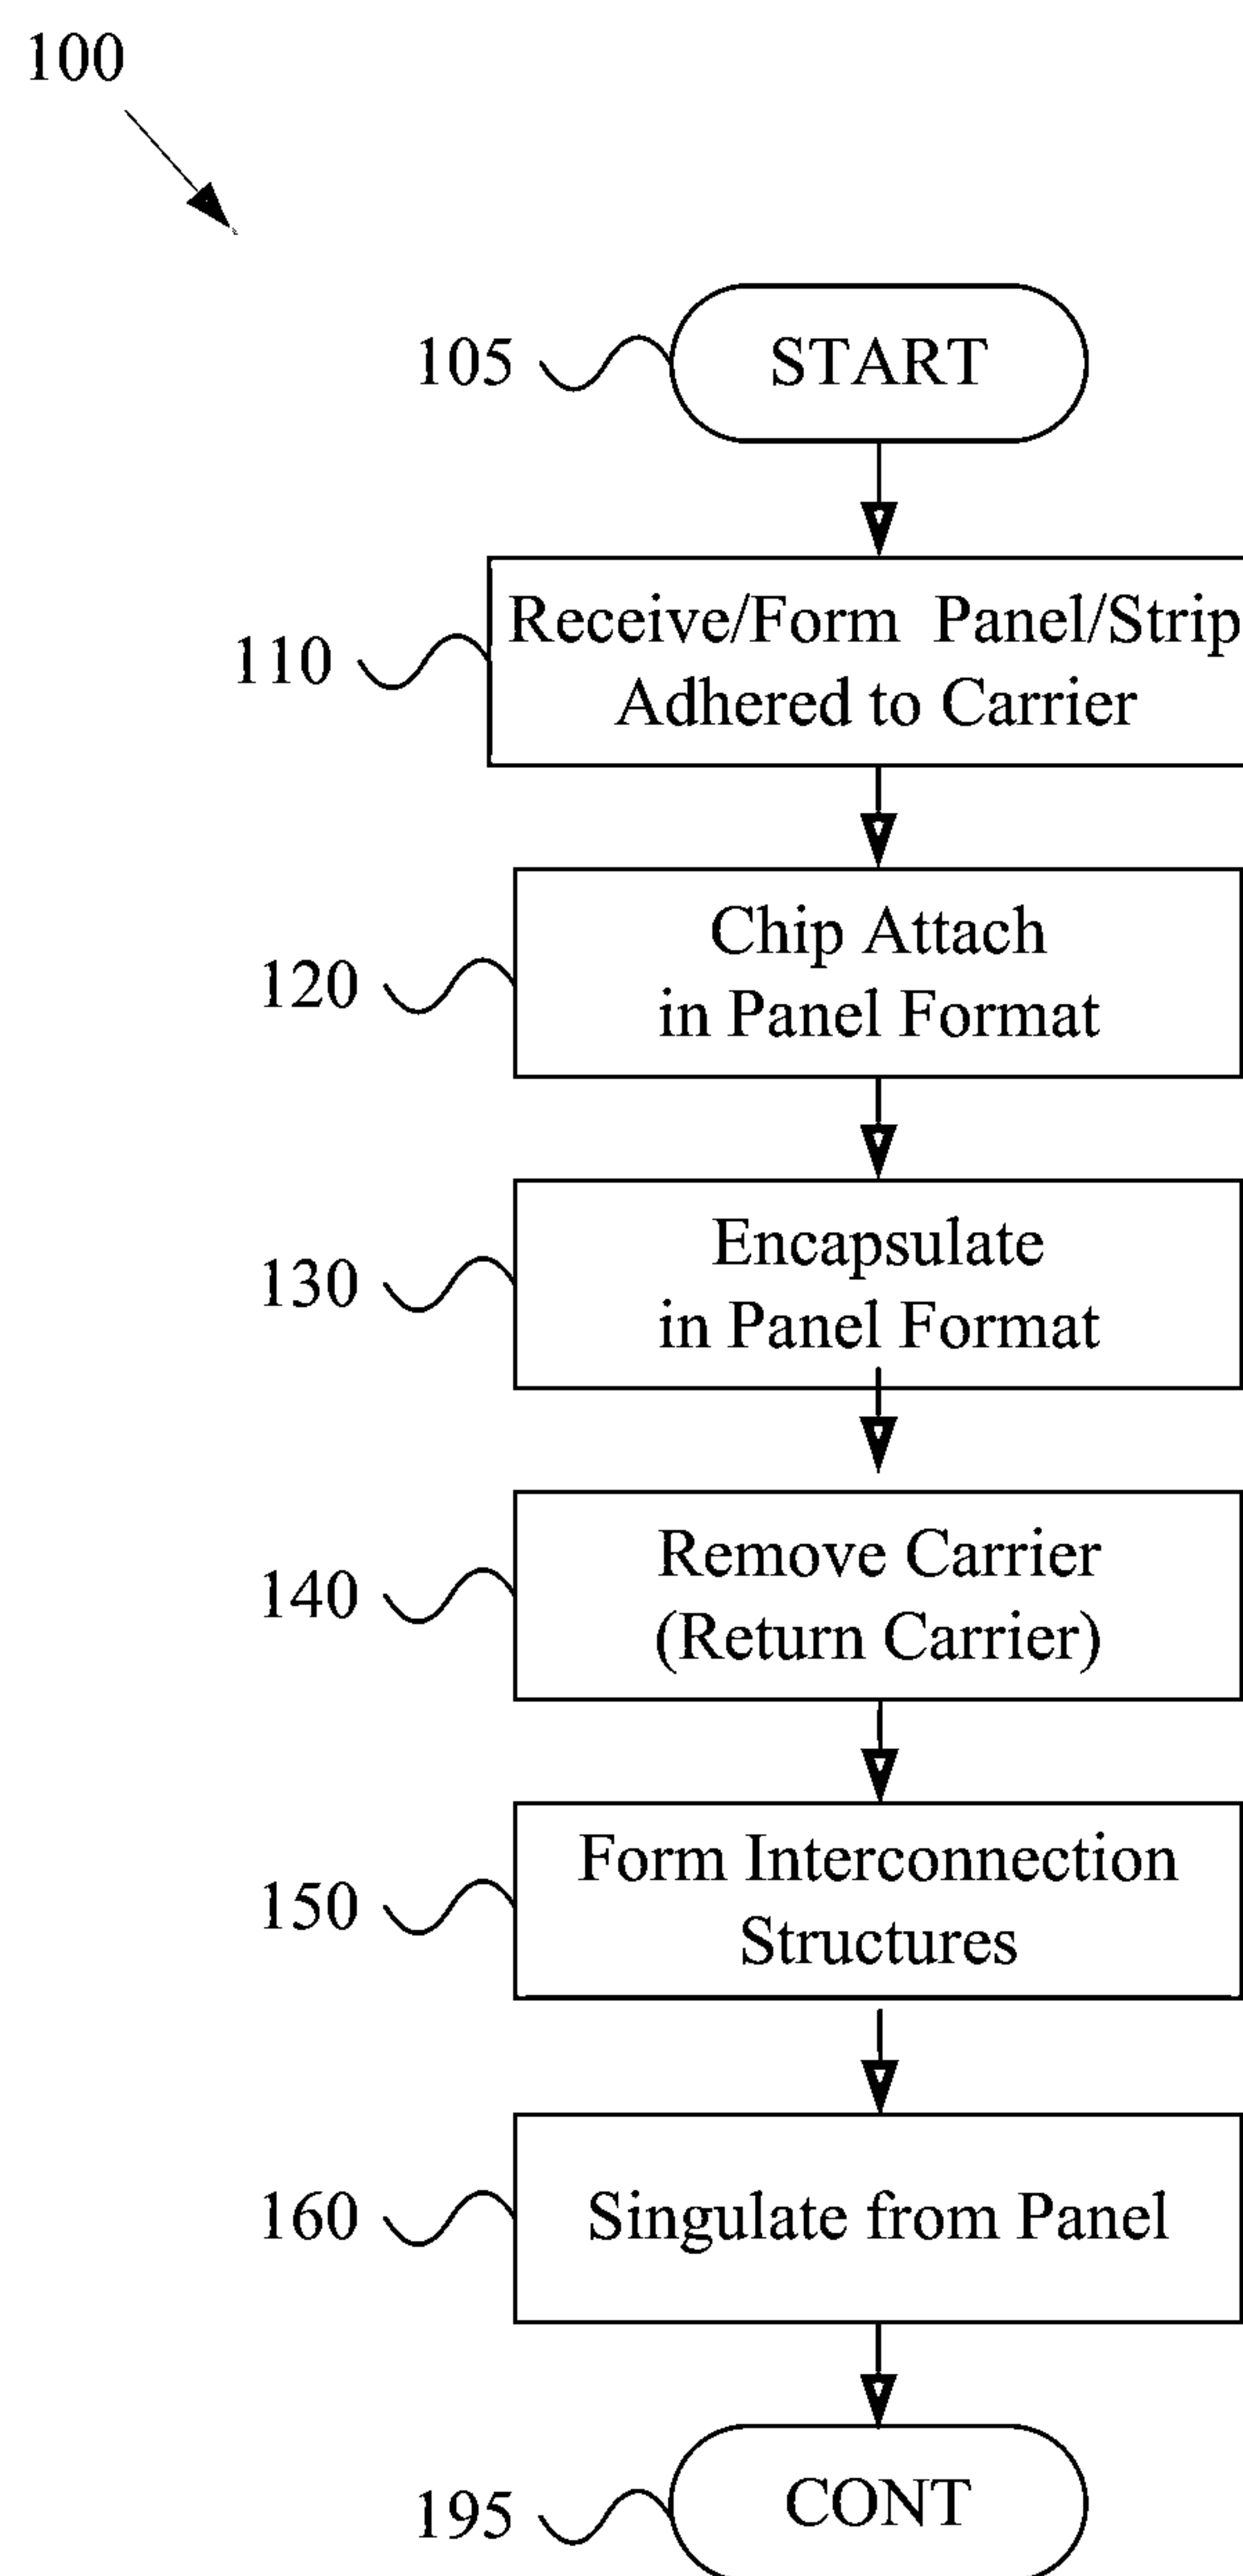 100
105
START
110
Receive/Form Panel/Strip
Adhered to Carrier
120
Chip Attach
in Panel Format
130
Encapsulate
in Panel Format
140
Remove Carrier
(Return Carrier)
150
Form Interconnection
Structures
160
Singulate from Panel
195
CONT